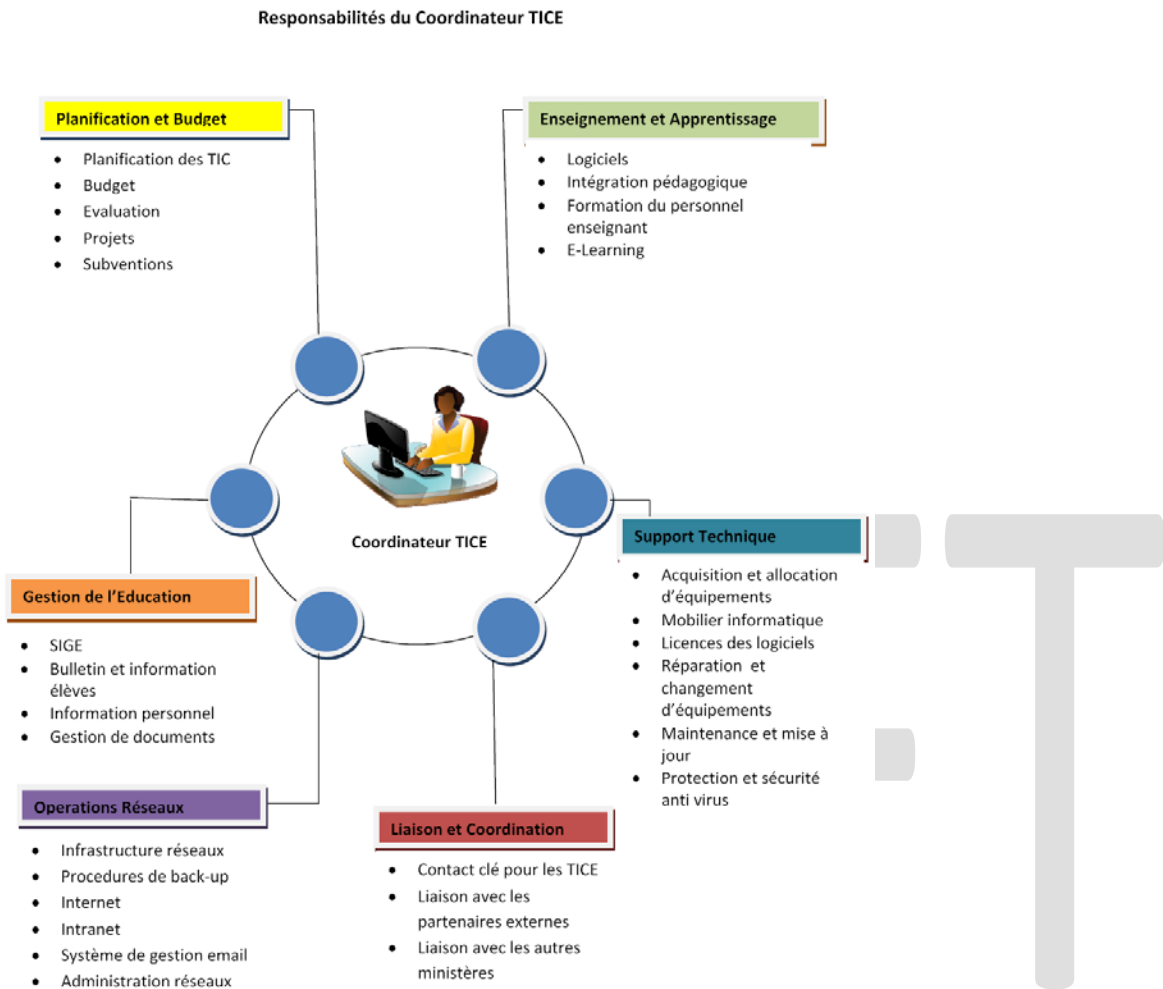 Responsabilités du Coordinateur TICE
Planification et Budget
• Planification des TIC
• Budget
• Evaluation
• Projets
• Subventions
Enseignement et Apprentissage
• Logiciels
• Intégration pédagogique
• Formation du personnel
enseignant
• E-Learning
Coordinateur TICE
Support Technique
• Acquisition et allocation
d'équipements
• Mobilier informatique
• Licences des logiciels
• Réparation et
changement
d'équipements
• Maintenance et mise à
jour
• Protection et sécurité
anti virus
Gestion de l'Education
• SIGE
• Bulletin et information
élèves
• Information personnel
• Gestion de documents
Operations Réseaux
• Infrastructure réseaux
• Procedures de back-up
• Internet
• Intranet
• Système de gestion email
• Administration réseaux
Liaison et Coordination
• Contact clé pour les TICE
• Liaison avec les
partenaires externes
• Liaison avec les autres
ministères